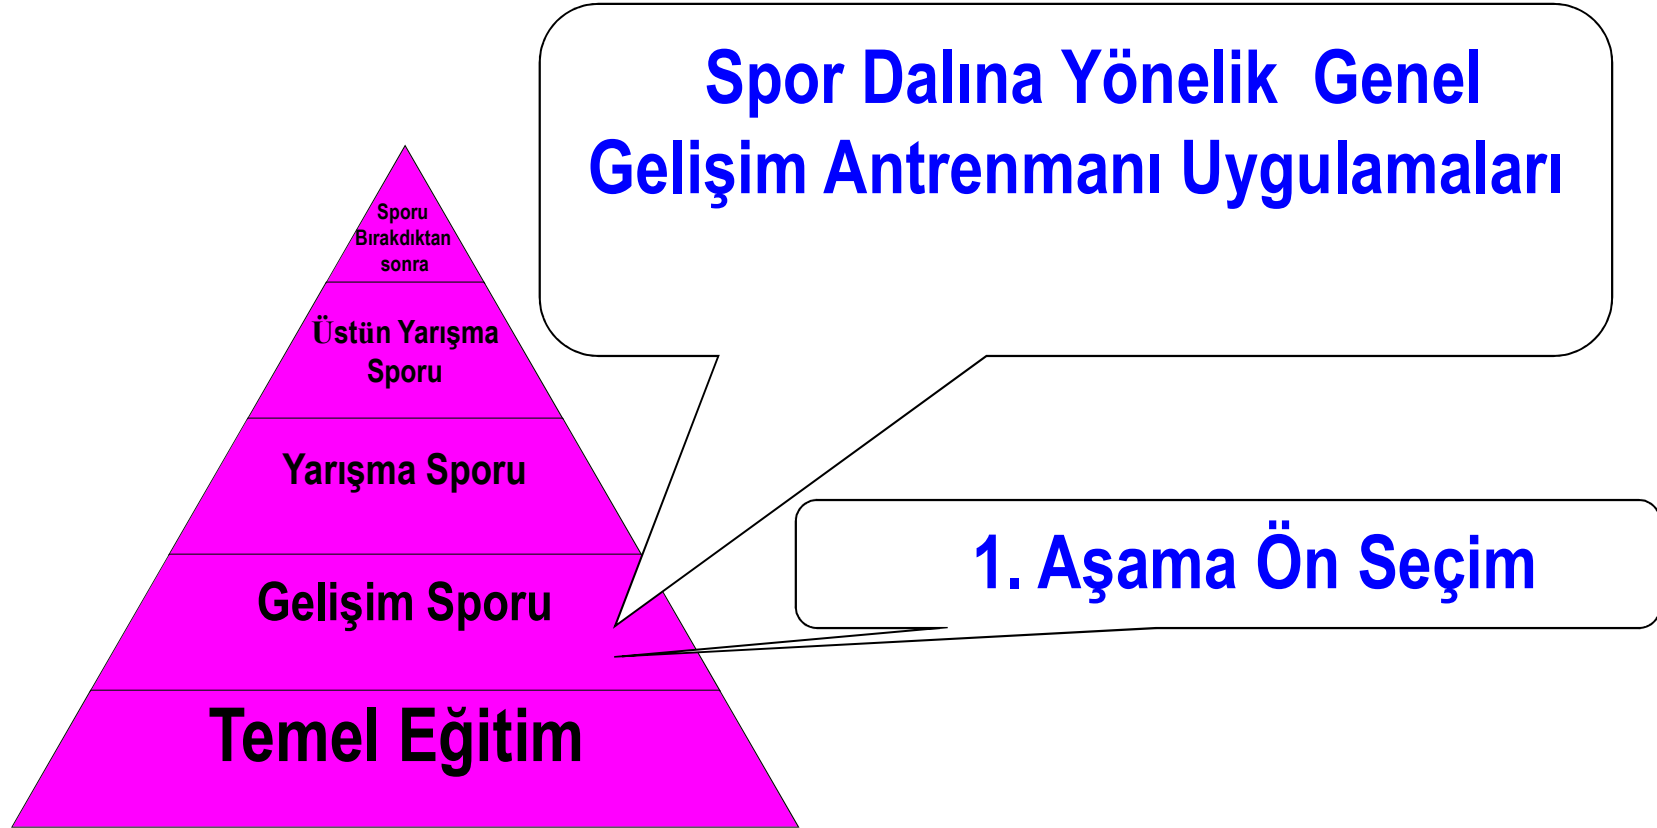 Spor Dalına Yönelik Genel
Gelişim Antrenmanı Uygulamaları
Sporu
Bırakdıktan
sonra
Üstün Yarışma
Sporu
Yarışma Sporu
1. Aşama Ön Seçim
Gelişim Sporu
Temel Eğitim